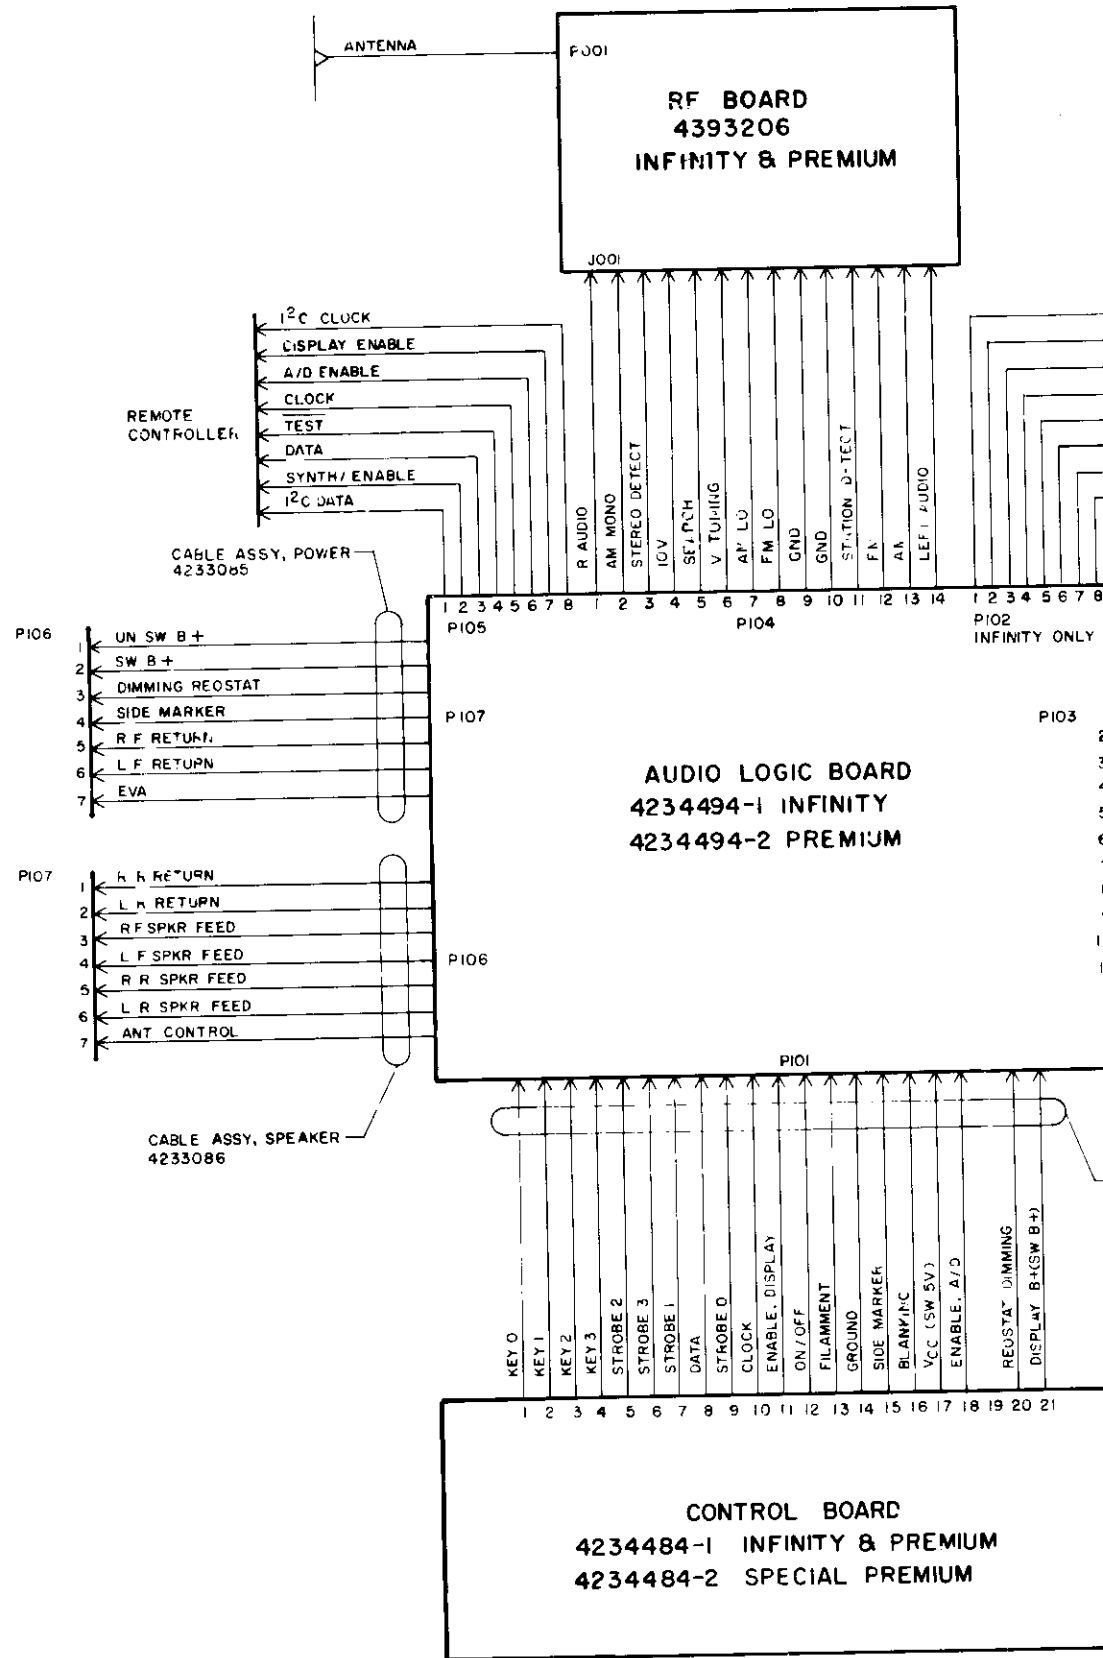 ANTENNA
P001
RF BOARD
4393206
INFINITY & PREMIUM
J001
I²C CLOCK
DISPLAY ENABLE
A/D ENABLE
CLOCK
TEST
DATA
SYNTH/ENABLE
I²C DATA
REMOTE
CONTROLLER
R AUDIO
AM MONO
STEREO DETECT
10V
SEARCH
V TUNING
AM LO
FM LO
GND
GND
STATION DETECT
FM
AM
LEFT AUDIO
CABLE ASSY, POWER
4233085
1 2 3 4 5 6 7 8
1 2 3 4 5 6 7 8 9 10 11 12 13 14
1 2 3 4 5 6 7 8
P105
P104
P102
INFINITY ONLY
P106
1 UN SW B+
2 SW B+
3 DIMMING REOSTAT
4 SIDE MARKER
5 R F RETURN
6 L F RETURN
7 EVA
P107
P103
AUDIO LOGIC BOARD
4234494-1 INFINITY
4234494-2 PREMIUM
P107
1 R R RETURN
2 L R RETURN
3 RF SPKR FEED
4 L F SPKR FEED
5 R R SPKR FEED
6 L R SPKR FEED
7 ANT CONTROL
P106
P101
CABLE ASSY, SPEAKER
4233086
KEY 0
KEY 1
KEY 2
KEY 3
STROBE 2
STROBE 3
STROBE 1
DATA
STROBE 0
CLOCK
ENABLE, DISPLAY
ON/OFF
FILAMMENT
GROUND
SIDE MARKER
BLANKING
VCC (SW 5V)
ENABLE, A/D
REOSTAT DIMMING
DISPLAY B+(SW B+)
1 2 3 4 5 6 7 8 9 10 11 12 13 14 15 16 17 18 19 20 21
CONTROL BOARD
4234484-1 INFINITY & PREMIUM
4234484-2 SPECIAL PREMIUM